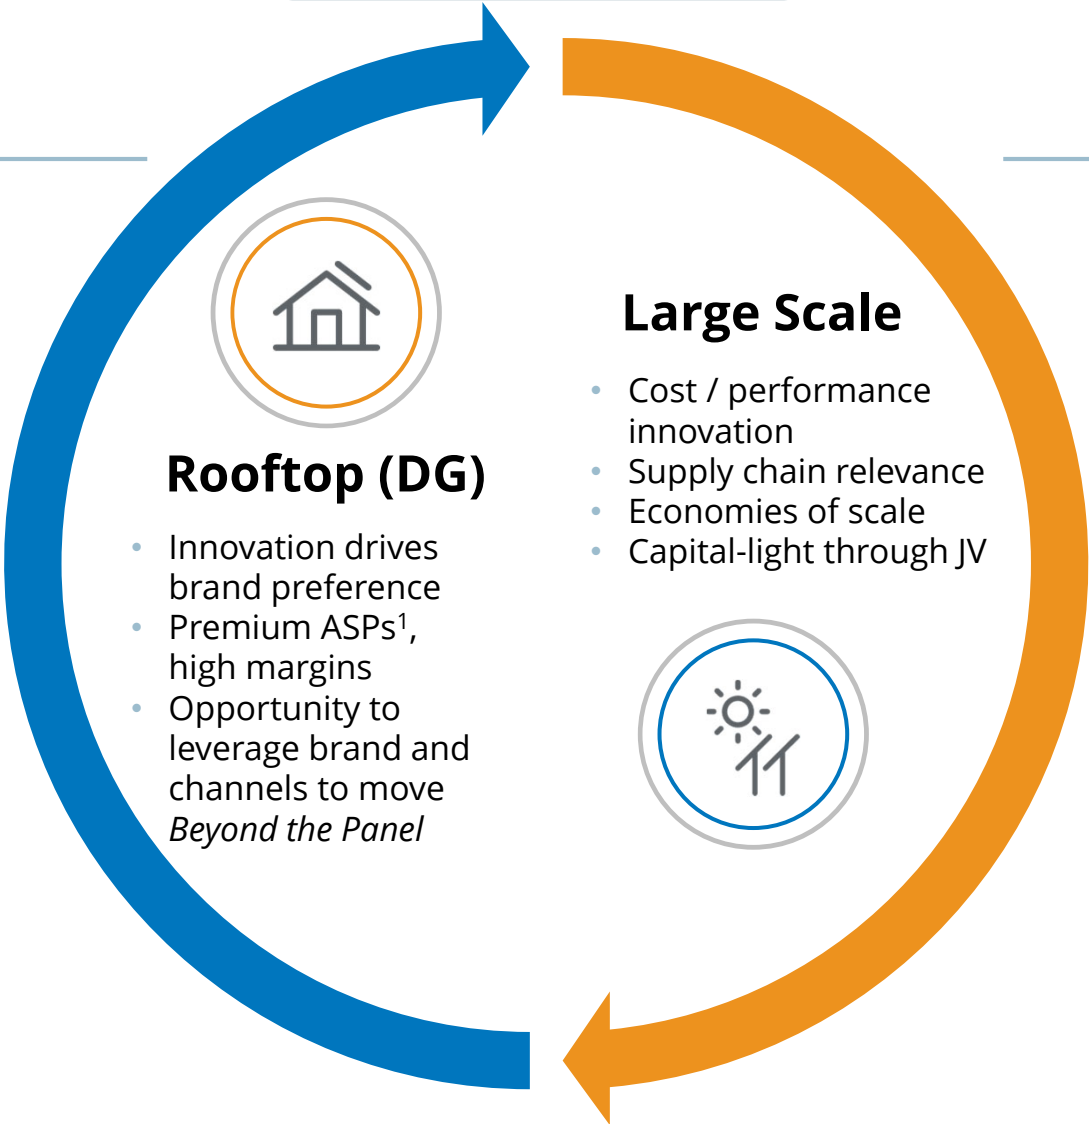 Rooftop (DG)
• Innovation drives
brand preference
• Premium ASPs¹,
high margins
• Opportunity to
leverage brand and
channels to move
Beyond the Panel
Large Scale
• Cost / performance
innovation
• Supply chain relevance
• Economies of scale
• Capital-light through JV